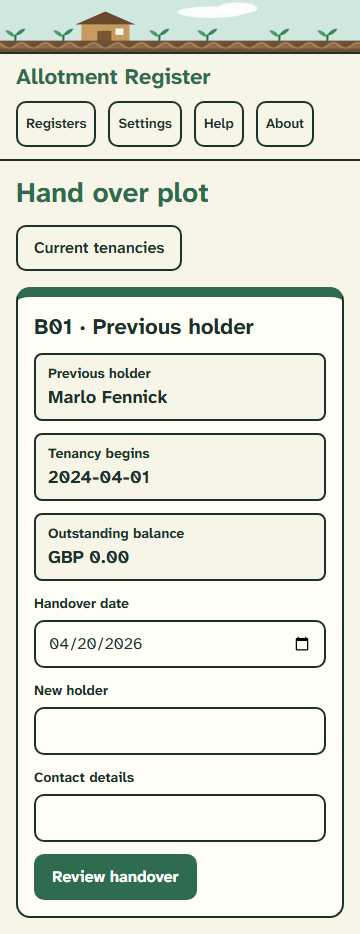 Allotment Register
Registers
Settings
Help
About
Hand over plot
Current tenancies
B01 · Previous holder
Previous holder
Marlo Fennick
Tenancy begins
2024-04-01
Outstanding balance
GBP 0.00
Handover date
04/20/2026
New holder
Contact details
Review handover